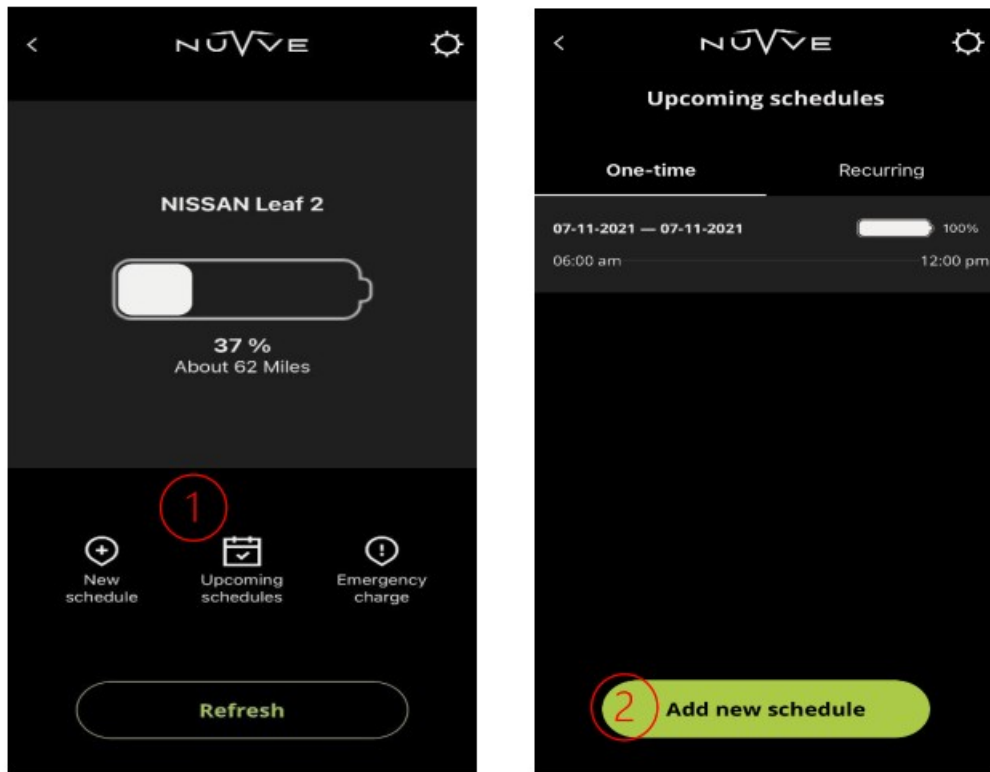 NUVVE
NISSAN Leaf 2
37 %
About 62 Miles
1
New
schedule
Upcoming
schedules
Emergency
charge
Refresh
NUVVE
Upcoming schedules
One-time
Recurring
07-11-2021 — 07-11-2021
100%
06:00 am
12:00 pm
2
Add new schedule